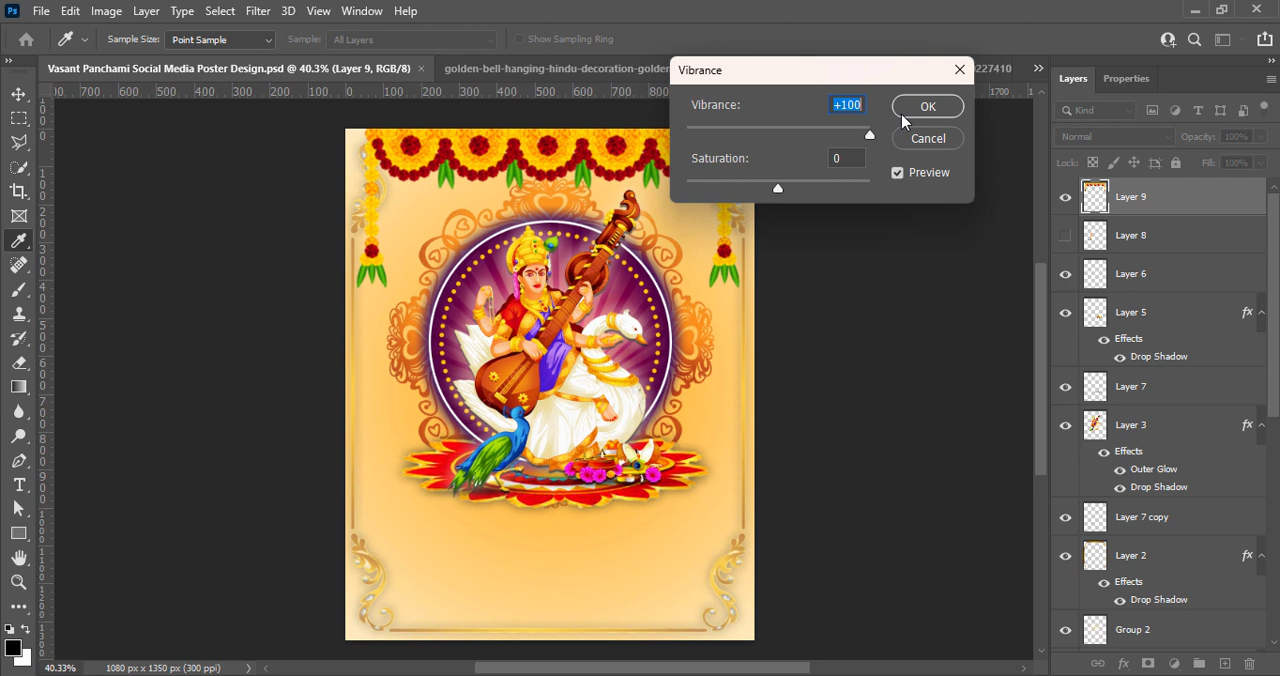 Ps File Edit Image Layer Type Select Filter 3D View Window Help
Sample Size: Point Sample Sample: All Layers Show Sampling Ring
Vasant Panchami Social Media Poster Design.psd @ 40.3% (Layer 9, RGB/8) × golden-bell-hanging-hindu-decoration-golden 227410
Vibrance
Vibrance: +100
OK
Cancel
Saturation: 0
Preview
Layers Properties
Kind
Normal Opacity: 100%
Lock: Fill: 100%
Layer 9
Layer 8
Layer 6
Layer 5 fx
Effects
Drop Shadow
Layer 7
Layer 3 fx
Effects
Outer Glow
Drop Shadow
Layer 7 copy
Layer 2 fx
Effects
Drop Shadow
Group 2
fx
40.33% 1080 px x 1350 px (300 ppi)